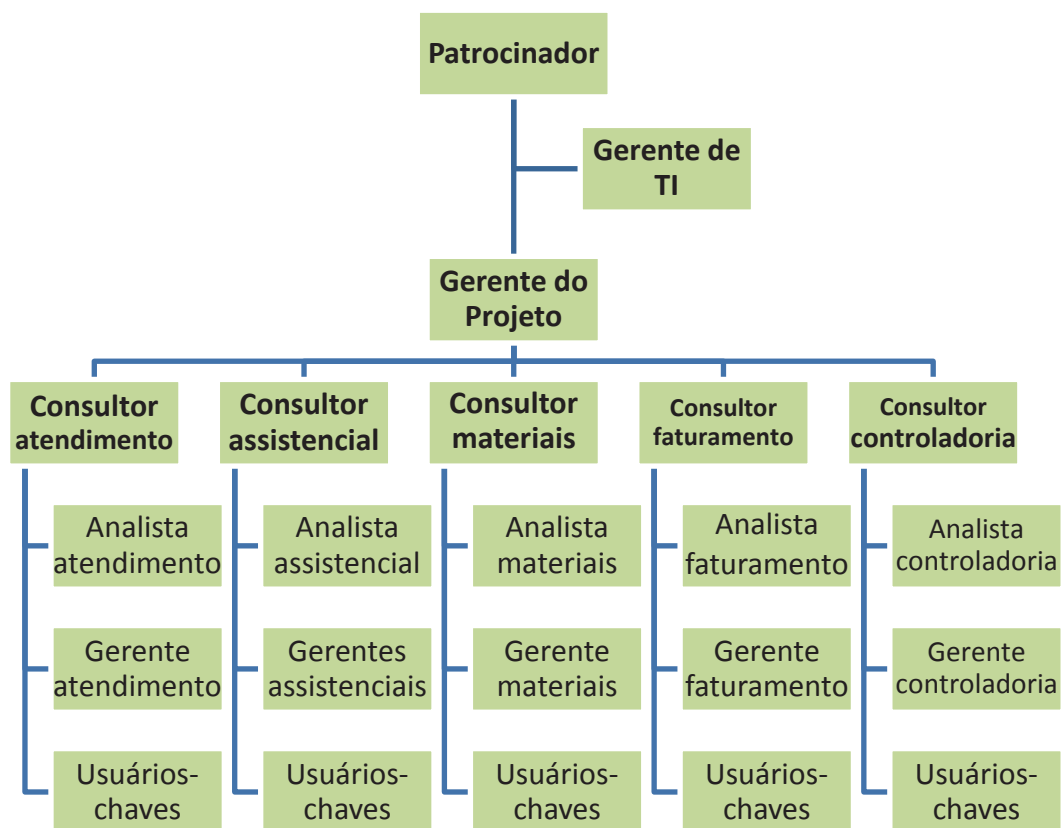 Patrocinador
Gerente de
TI
Gerente do
Projeto
Consultor
atendimento
Consultor
assistencial
Consultor
materiais
Consultor
faturamento
Consultor
controladoria
Analista
atendimento
Analista
assistencial
Analista
materiais
Analista
faturamento
Analista
controladoria
Gerente
atendimento
Gerentes
assistenciais
Gerente
materiais
Gerente
faturamento
Gerente
controladoria
Usuários-
chaves
Usuários-
chaves
Usuários-
chaves
Usuários-
chaves
Usuários-
chaves